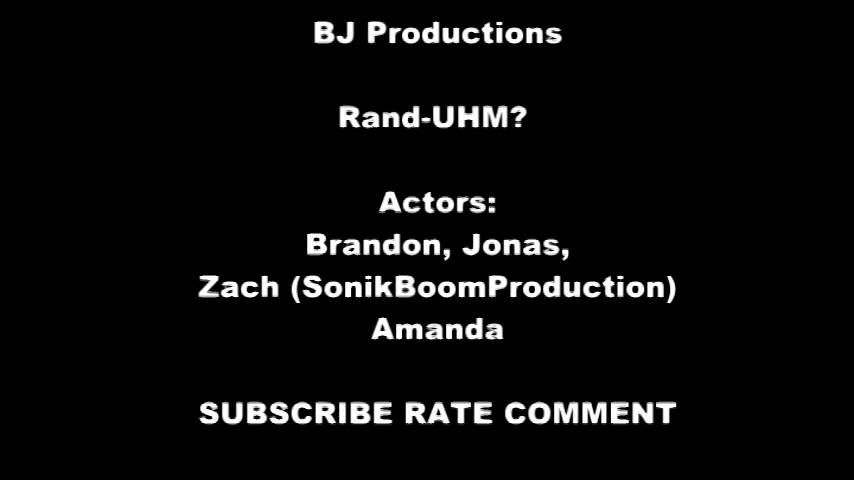 BJ Productions
Rand-UHM?
Actors:
Brandon, Jonas,
Zach (SonikBoomProduction)
Amanda
SUBSCRIBE RATE COMMENT